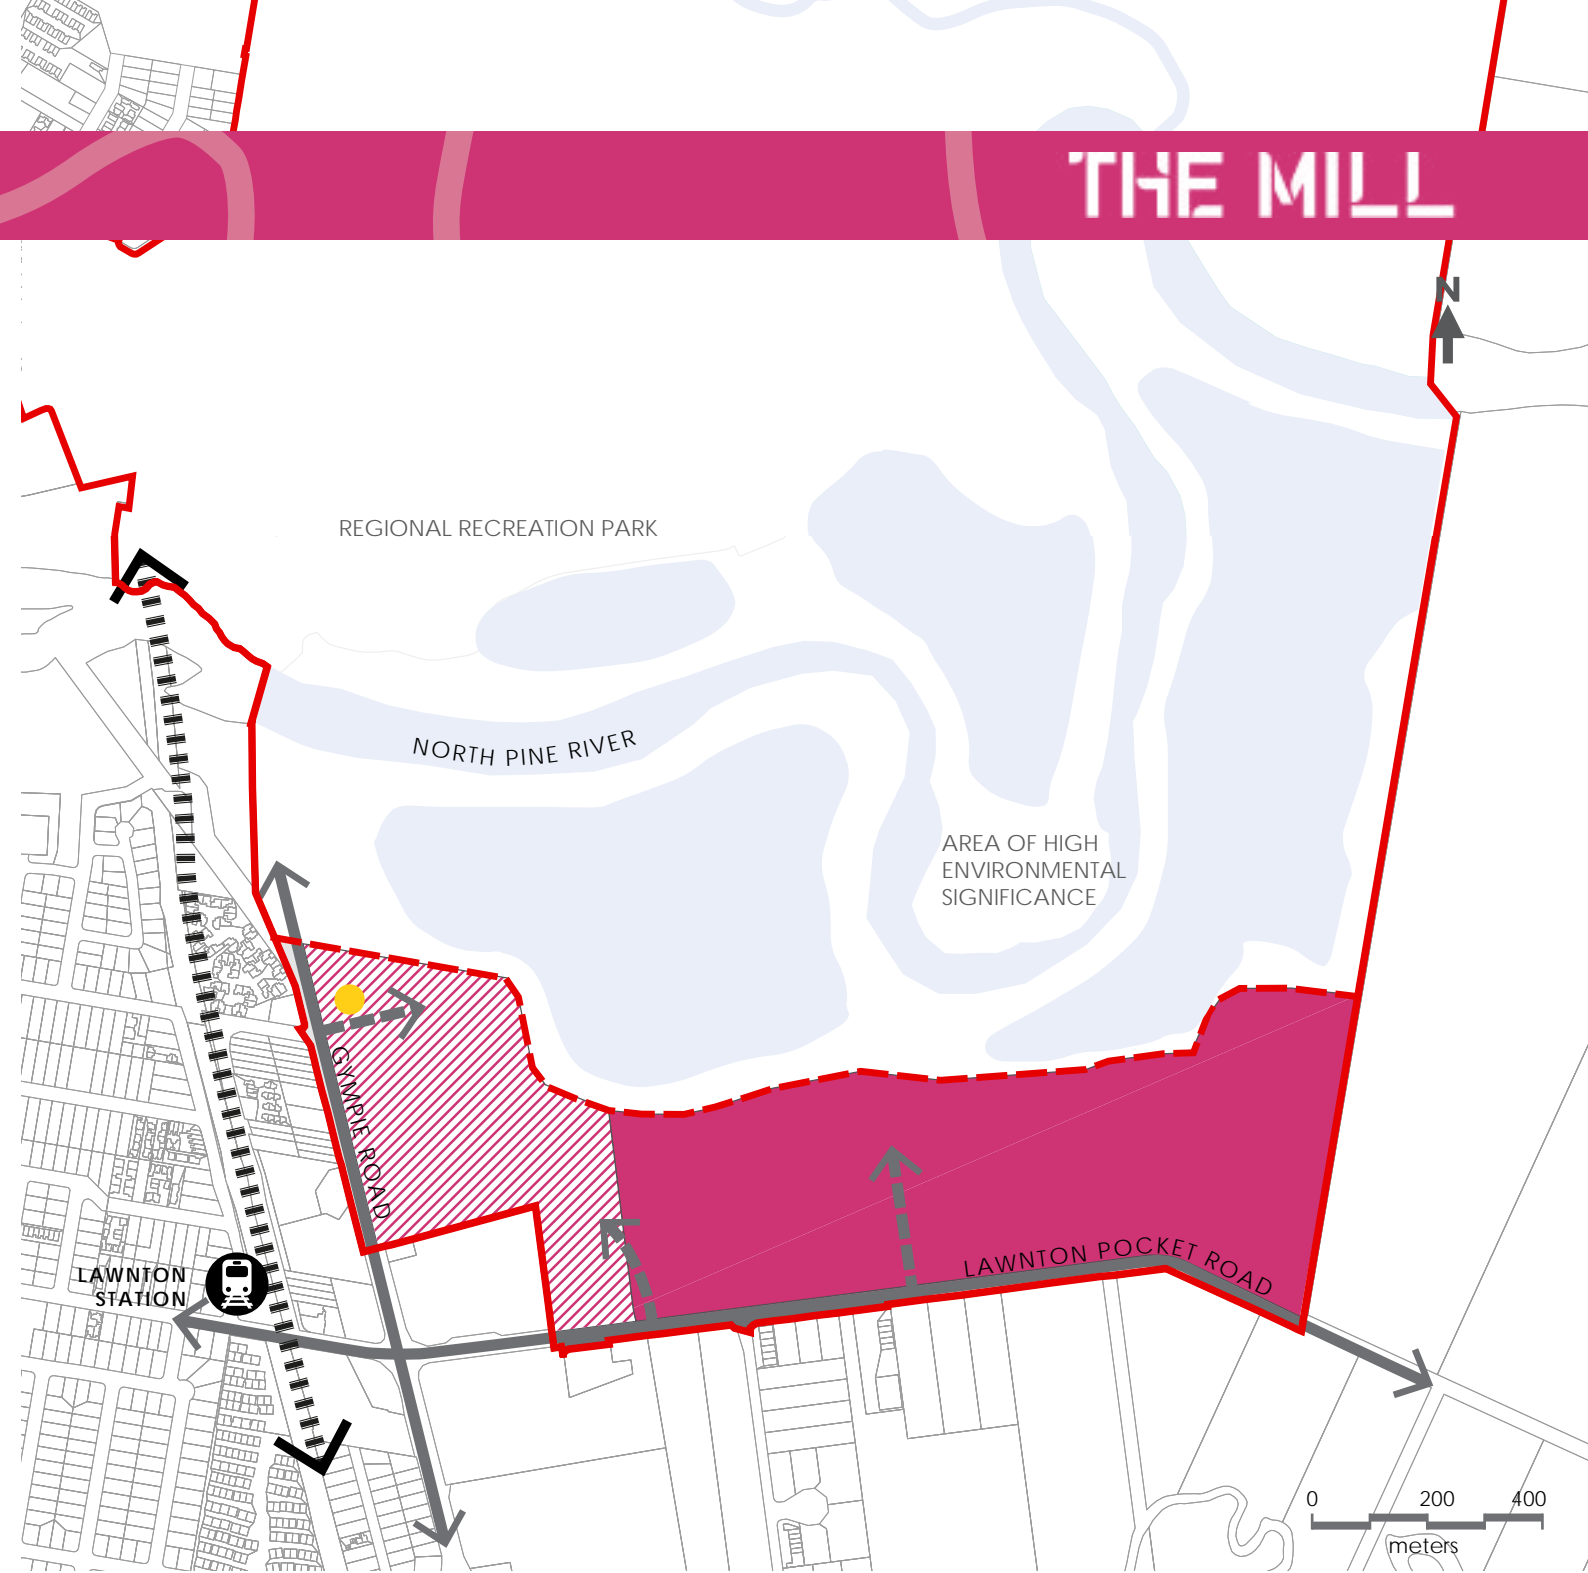 THE MILL
N
REGIONAL RECREATION PARK
NORTH PINE RIVER
AREA OF HIGH
ENVIRONMENTAL
SIGNIFICANCE
GYMPIE ROAD
LAWNTON POCKET ROAD
LAWNTON
STATION
0 200 400
meters